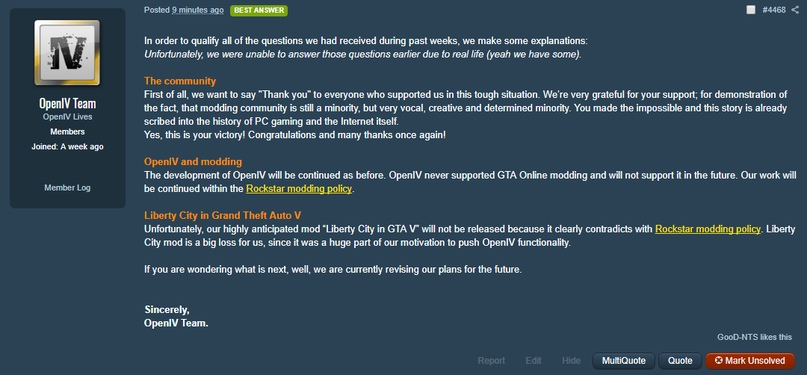 Posted 9 minutes ago BEST ANSWER #4468
IV
OpenIV Team
OpenIV Lives
Members
Joined: A week ago
Member Log
In order to qualify all of the questions we had received during past weeks, we make some explanations:
Unfortunately, we were unable to answer those questions earlier due to real life (yeah we have some).
The community
First of all, we want to say "Thank you" to everyone who supported us in this tough situation. We're very grateful for your support; for demonstration of
the fact, that modding community is still a minority, but very vocal, creative and determined minority. You made the impossible and this story is already
scribed into the history of PC gaming and the Internet itself.
Yes, this is your victory! Congratulations and many thanks once again!
OpenIV and modding
The development of OpenIV will be continued as before. OpenIV never supported GTA Online modding and will not support it in the future. Our work will
be continued within the Rockstar modding policy.
Liberty City in Grand Theft Auto V
Unfortunately, our highly anticipated mod "Liberty City in GTA V" will not be released because it clearly contradicts with Rockstar modding policy. Liberty
City mod is a big loss for us, since it was a huge part of our motivation to push OpenIV functionality.
If you are wondering what is next, well, we are currently revising our plans for the future.
Sincerely,
OpenIV Team.
GooD-NTS likes this
Report Edit Hide MultiQuote Quote Mark Unsolved